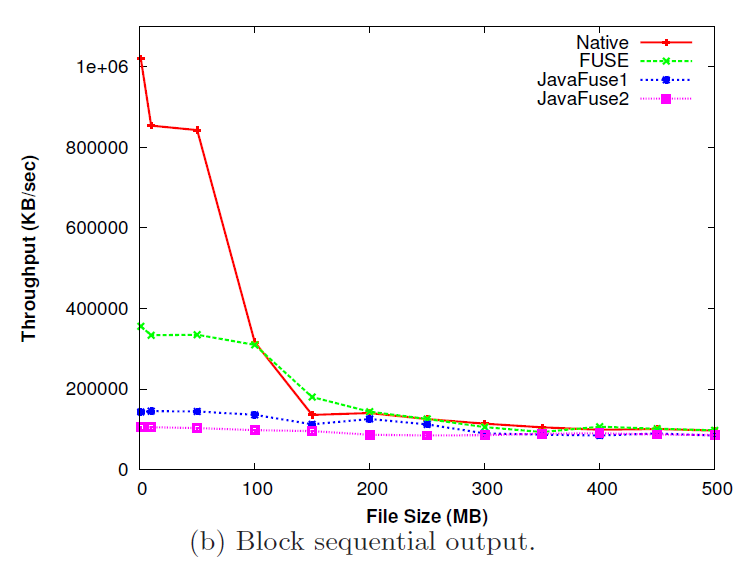 Native
FUSE
JavaFuse1
JavaFuse2
1e+06
800000
600000
400000
200000
0
Throughput (KB/sec)
0 100 200 300 400 500
File Size (MB)
(b) Block sequential output.